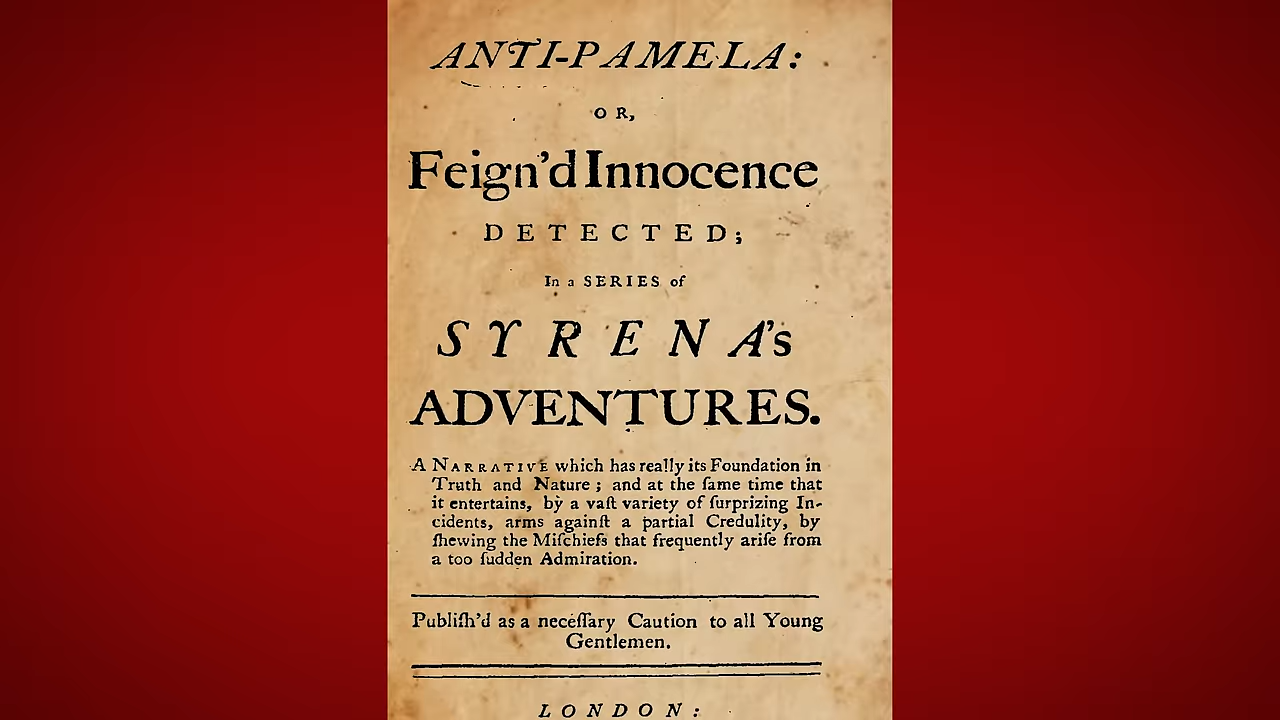 ANTI-PAMELA:
OR,
Feign'd Innocence
DETECTED;
In a SERIES of
SYRENA's
ADVENTURES.
A NARRATIVE which has really its Foundation in
Truth and Nature; and at the ſame time that
it entertains, by a vaſt variety of ſurprizing In-
cidents, arms againſt a partial Credulity, by
ſhewing the Miſchiefs that frequently ariſe from
a too ſudden Admiration.
Publiſh'd as a neceſſary Caution to all Young
Gentlemen.
LONDON: